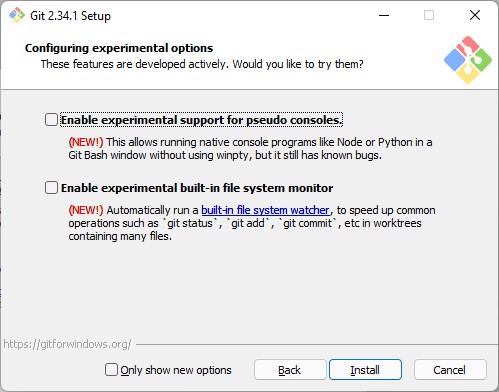 Git 2.34.1 Setup
Configuring experimental options
These features are developed actively. Would you like to try them?
Enable experimental support for pseudo consoles.
(NEW!) This allows running native console programs like Node or Python in a
Git Bash window without using winpty, but it still has known bugs.
Enable experimental built-in file system monitor
(NEW!) Automatically run a built-in file system watcher, to speed up common
operations such as `git status`, `git add`, `git commit`, etc in worktrees
containing many files.
https://gitforwindows.org/
Only show new options
Back
Install
Cancel